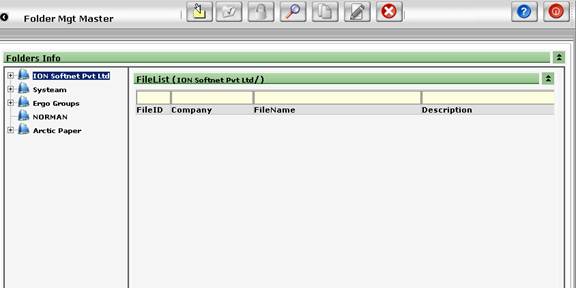 Folder Mgt Master
Folders Info
ION Softnet Pvt Ltd
Systeam
Ergo Groups
NORMAN
Arctic Paper
FileList (ION Softnet Pvt Ltd/)
FileID Company FileName Description